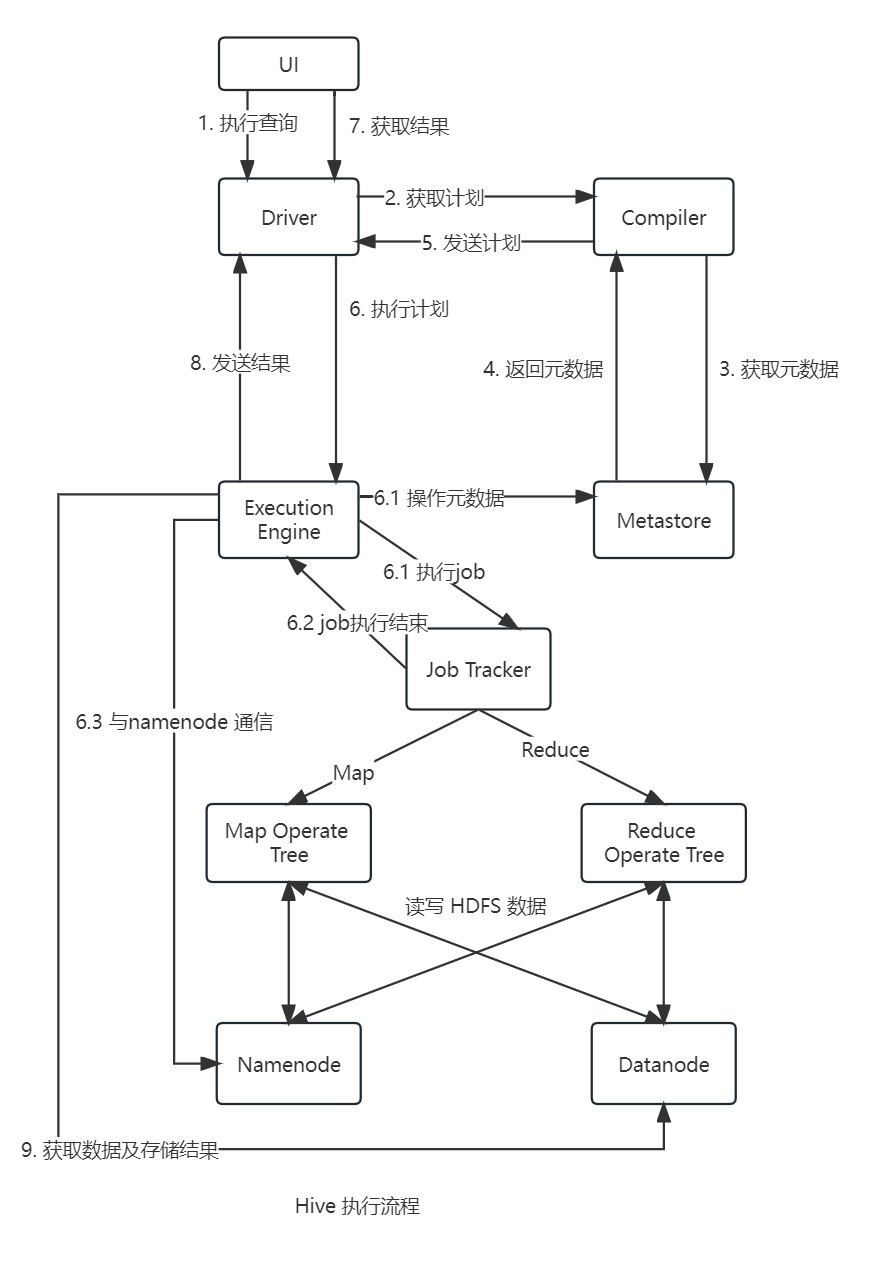 UI
1. 执行查询
7. 获取结果
Driver
2. 获取计划
Compiler
5. 发送计划
6. 执行计划
8. 发送结果
4. 返回元数据
3. 获取元数据
Execution
Engine
6.1 操作元数据
Metastore
6.1 执行job
6.2 job执行结束
Job Tracker
6.3 与namenode 通信
Map
Reduce
Map Operate
Tree
Reduce
Operate Tree
读写 HDFS 数据
Namenode
Datanode
9. 获取数据及存储结果
Hive 执行流程